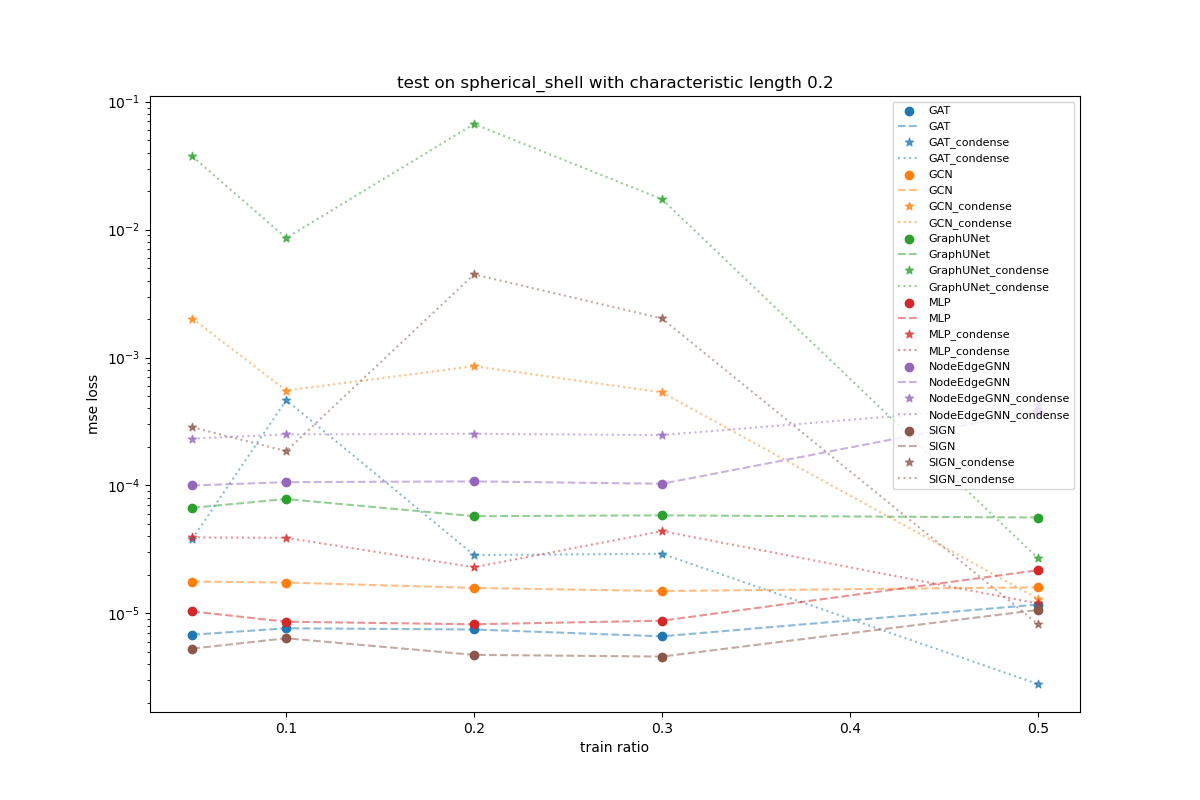 test on spherical_shell with characteristic length 0.2
10⁻¹
10⁻²
10⁻³
10⁻⁴
10⁻⁵
mse loss
0.1
0.2
0.3
0.4
0.5
train ratio
GAT
GAT
GAT_condense
GAT_condense
GCN
GCN
GCN_condense
GCN_condense
GraphUNet
GraphUNet
GraphUNet_condense
GraphUNet_condense
MLP
MLP
MLP_condense
MLP_condense
NodeEdgeGNN
NodeEdgeGNN
NodeEdgeGNN_condense
NodeEdgeGNN_condense
SIGN
SIGN
SIGN_condense
SIGN_condense